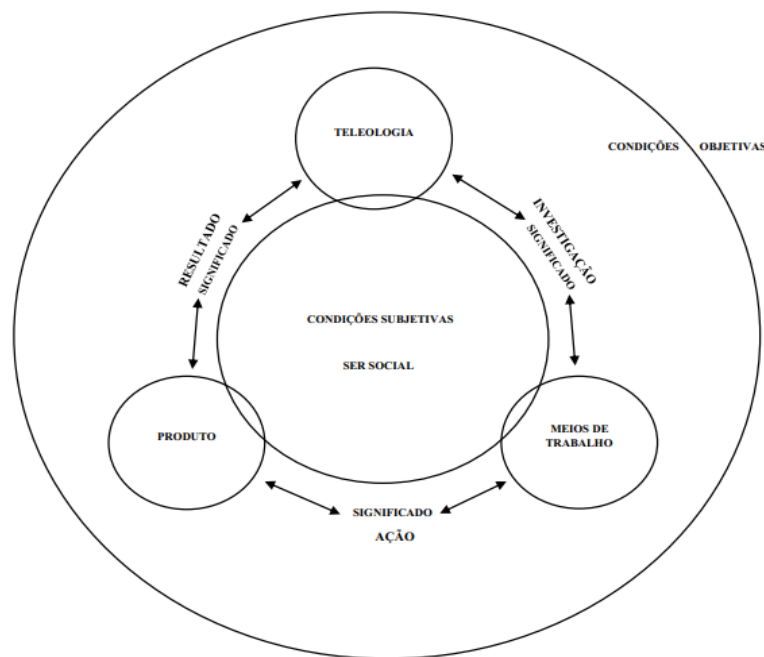 TELEOLOGIA
CONDIÇÕES OBJETIVAS
RESULTADO
SIGNIFICADO
INVESTIGAÇÃO
SIGNIFICADO
CONDIÇÕES SUBJETIVAS
SER SOCIAL
PRODUTO
MEIOS DE
TRABALHO
SIGNIFICADO
AÇÃO